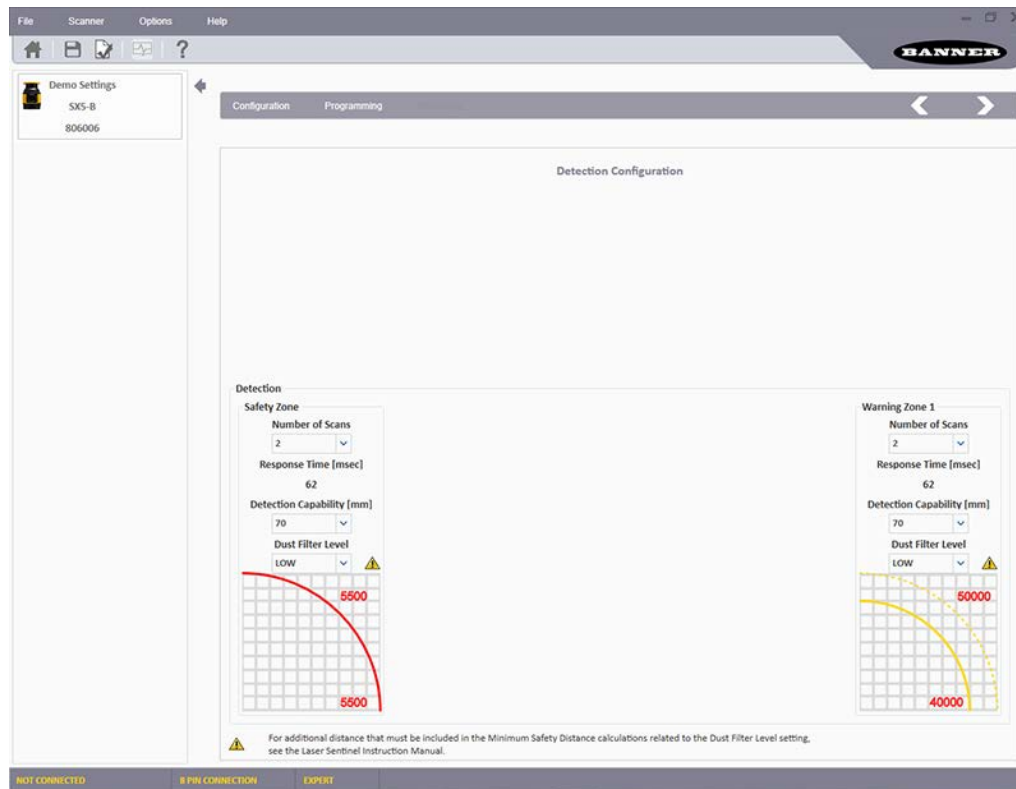 File Scanner Options Help
?
BANNER
Demo Settings
SX5-B
806006
Configuration Programming
Detection Configuration
Detection
Safety Zone
Number of Scans
2
Response Time [msec]
62
Detection Capability [mm]
70
Dust Filter Level
LOW
5500
5500
Warning Zone 1
Number of Scans
2
Response Time [msec]
62
Detection Capability [mm]
70
Dust Filter Level
LOW
50000
40000
For additional distance that must be included in the Minimum Safety Distance calculations related to the Dust Filter Level setting,
see the Laser Sentinel Instruction Manual.
NOT CONNECTED 8 PIN CONNECTION EXPERT